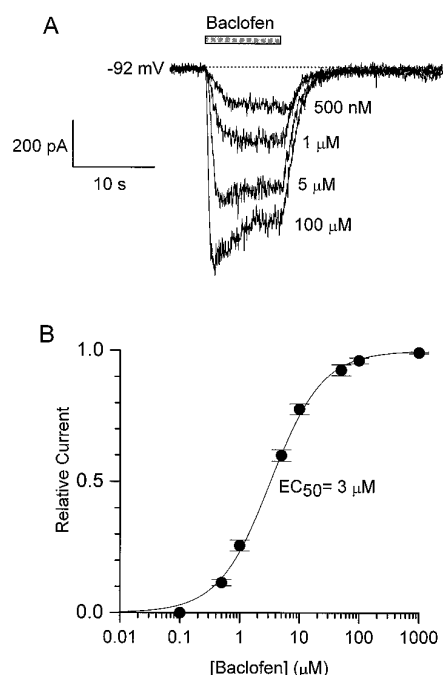 A
Baclofen
-92 mV
500 nM
1 μM
5 μM
100 μM
200 pA
10 s
B
Relative Current
1.0
0.5
0.0
EC50= 3 μM
0.01 0.1 1 10 100 1000
[Baclofen] (μM)